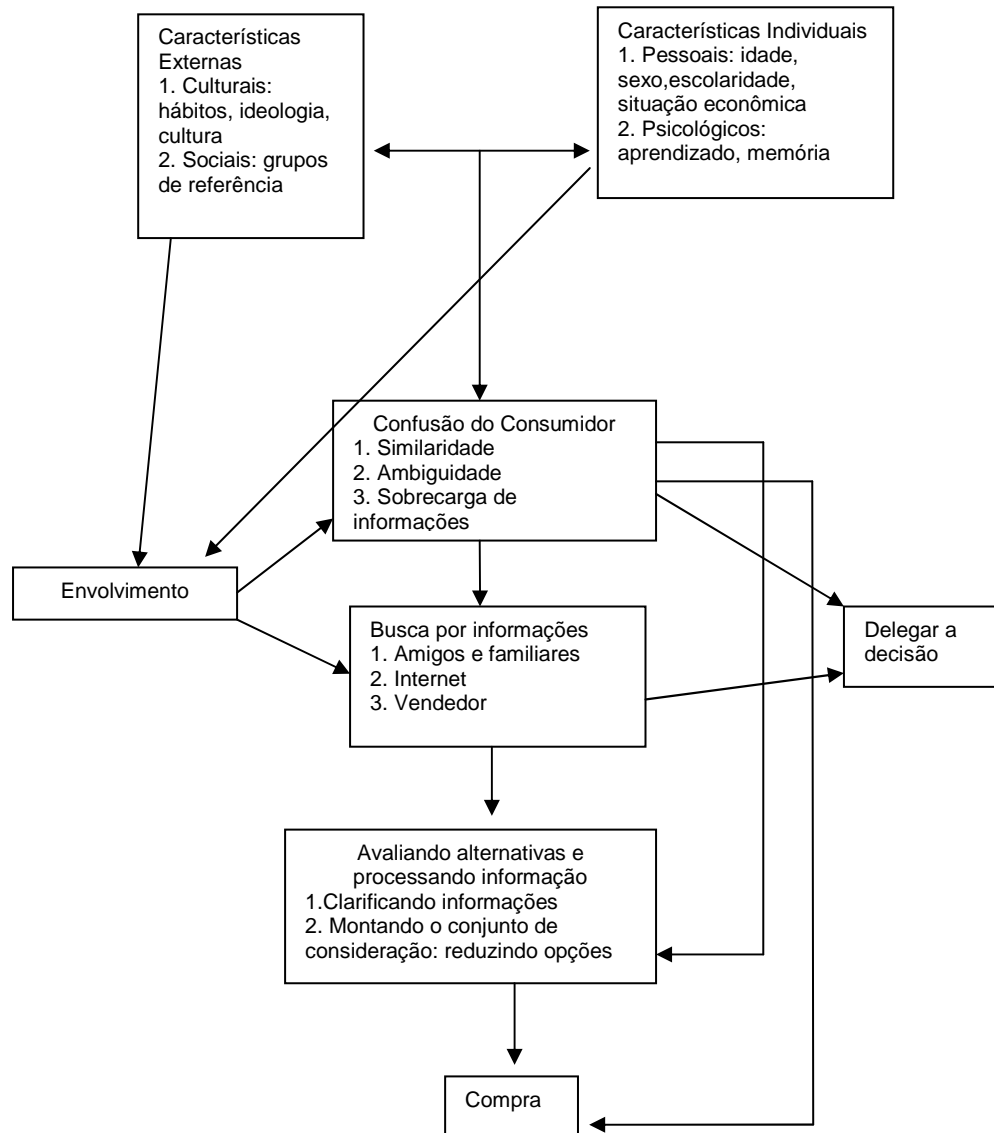 Características
Externas
1. Culturais:
hábitos, ideologia,
cultura
2. Sociais: grupos
de referência
Características Individuais
1. Pessoais: idade,
sexo,escolaridade,
situação econômica
2. Psicológicos:
aprendizado, memória
Confusão do Consumidor
1. Similaridade
2. Ambiguidade
3. Sobrecarga de
informações
Envolvimento
Busca por informações
1. Amigos e familiares
2. Internet
3. Vendedor
Delegar a
decisão
Avaliando alternativas e
processando informação
1.Clarificando informações
2. Montando o conjunto de
consideração: reduzindo opções
Compra